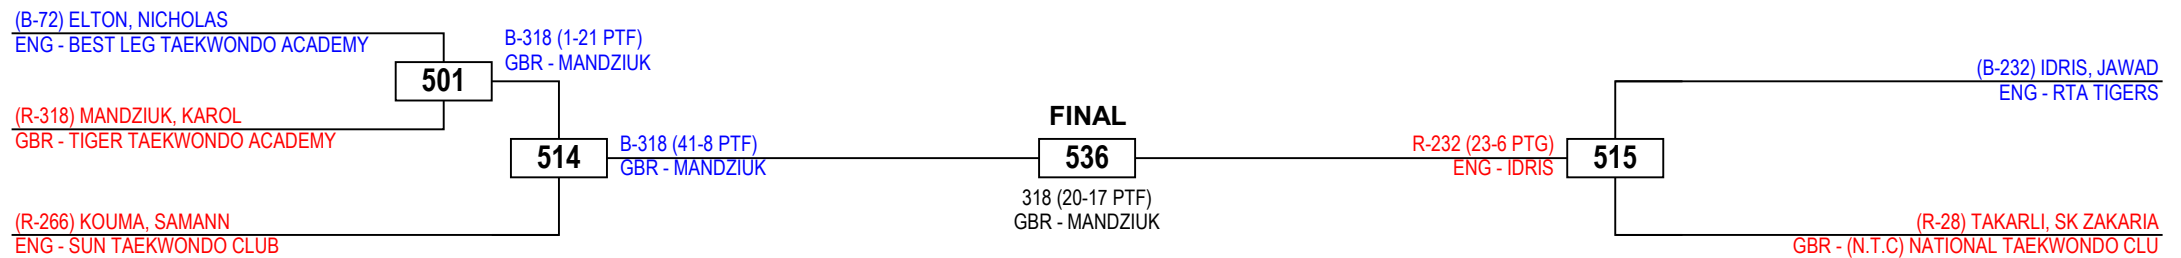 (B-72) ELTON, NICHOLAS
ENG - BEST LEG TAEKWONDO ACADEMY
501
(R-318) MANDZIUK, KAROL
GBR - TIGER TAEKWONDO ACADEMY
B-318 (1-21 PTF)
GBR - MANDZIUK
514
(R-266) KOUMA, SAMANN
ENG - SUN TAEKWONDO CLUB
B-318 (41-8 PTF)
GBR - MANDZIUK
FINAL
536
318 (20-17 PTF)
GBR - MANDZIUK
R-232 (23-6 PTG)
ENG - IDRIS
515
(B-232) IDRIS, JAWAD
ENG - RTA TIGERS
(R-28) TAKARLI, SK ZAKARIA
GBR - (N.T.C) NATIONAL TAEKWONDO CLU